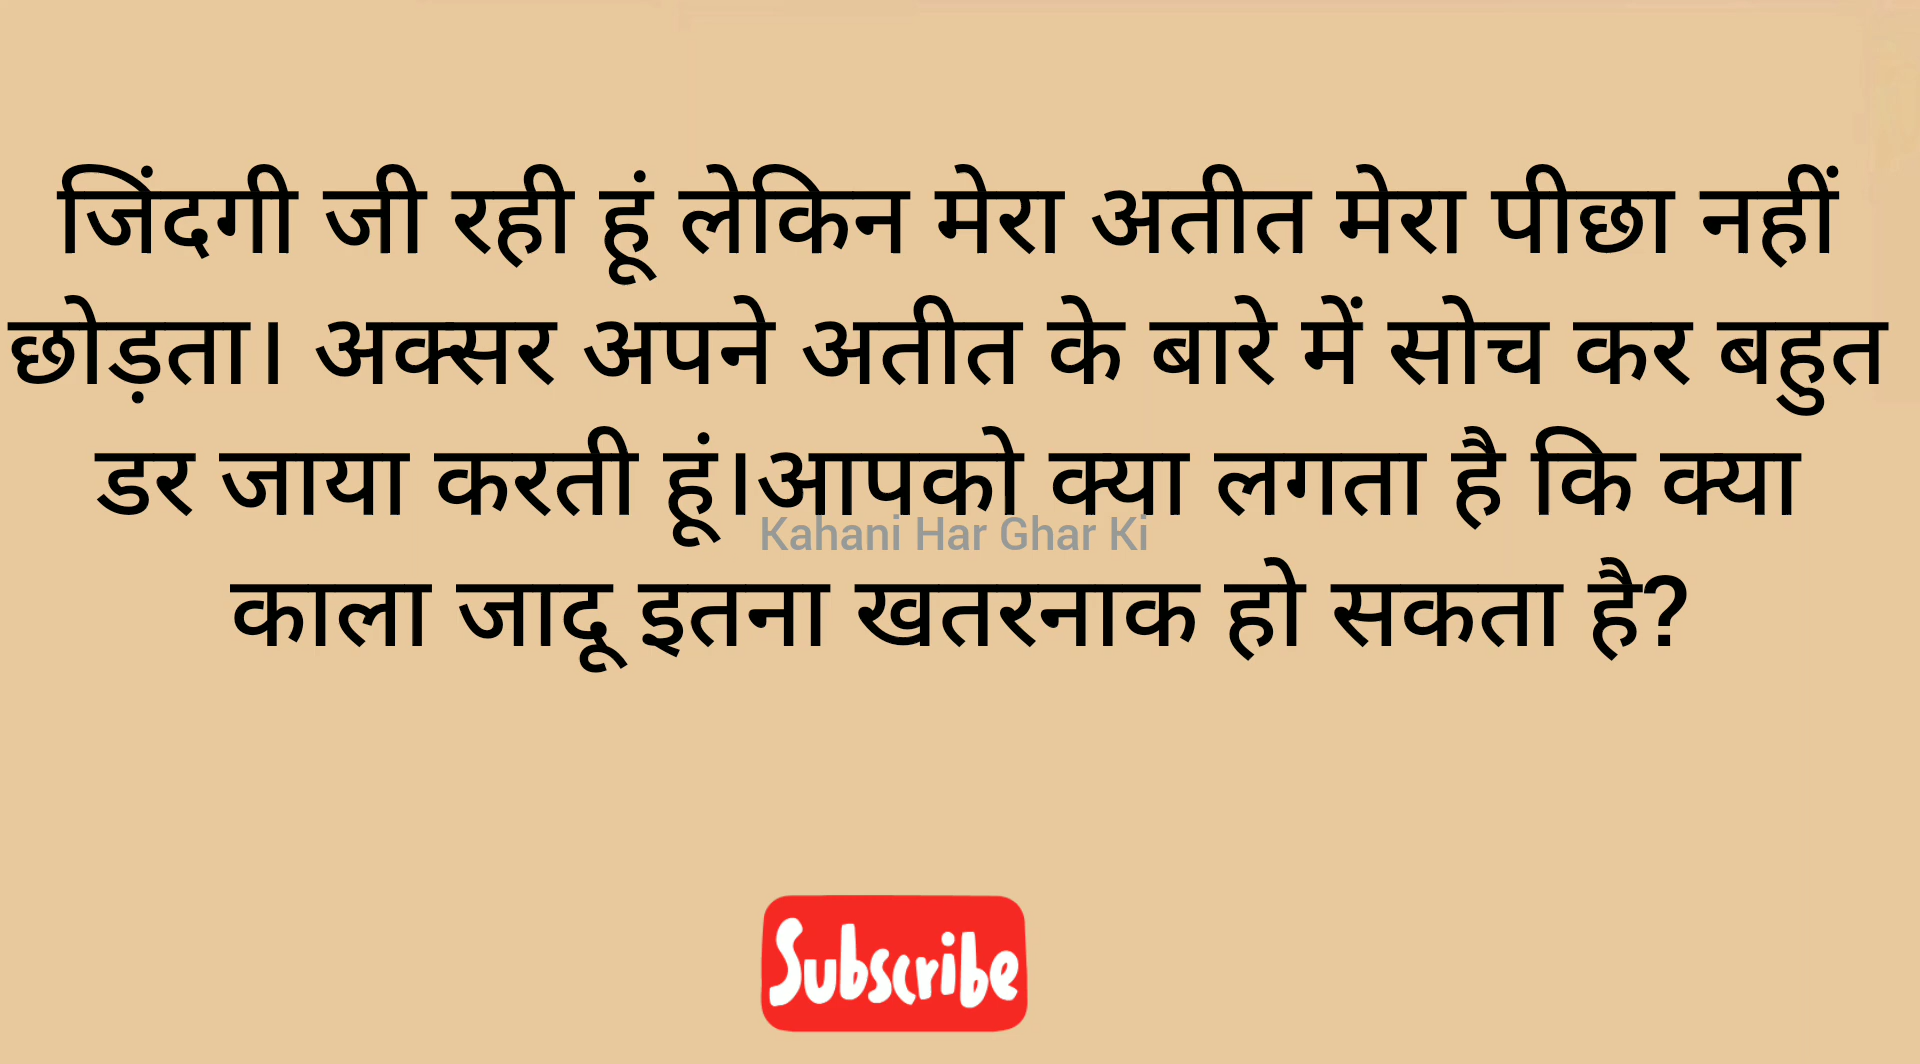 जिंदगी जी रही हूं लेकिन मेरा अतीत मेरा पीछा नहीं
छोड़ता। अक्सर अपने अतीत के बारे में सोच कर बहुत
डर जाया करती हूं।आपको क्या लगता है कि क्या
Kahani Har Ghar Ki
काला जादू इतना खतरनाक हो सकता है?
Subscribe